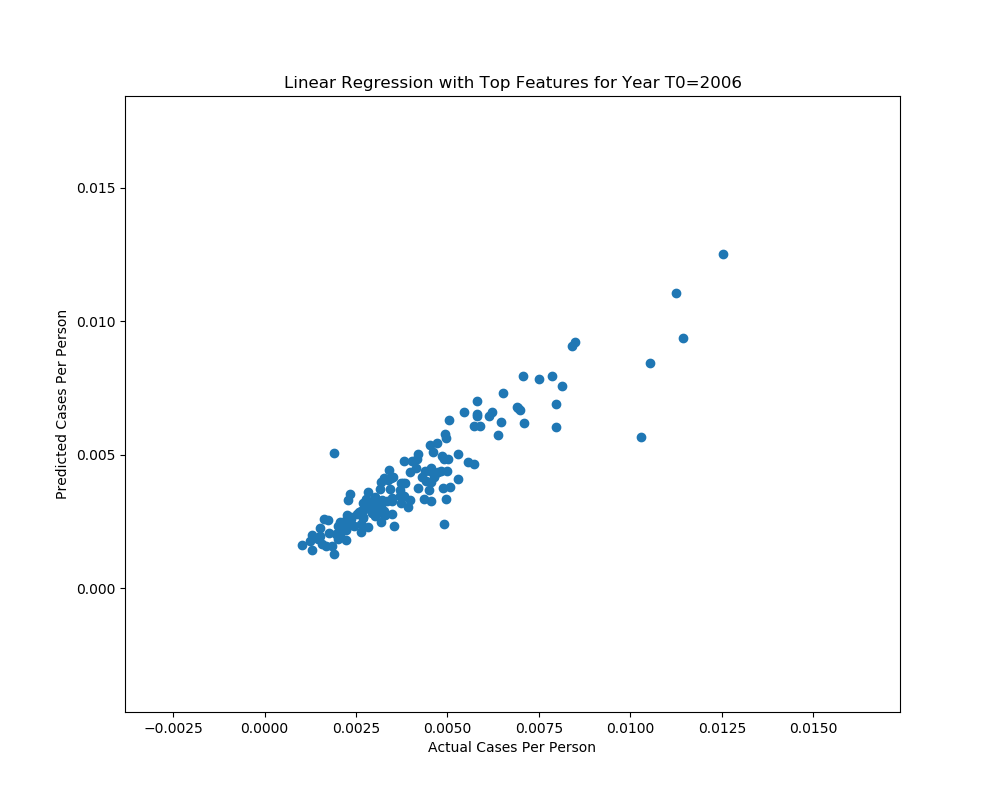 Linear Regression with Top Features for Year T0=2006
Predicted Cases Per Person
0.015
0.010
0.005
0.000
−0.0025 0.0000 0.0025 0.0050 0.0075 0.0100 0.0125 0.0150
Actual Cases Per Person